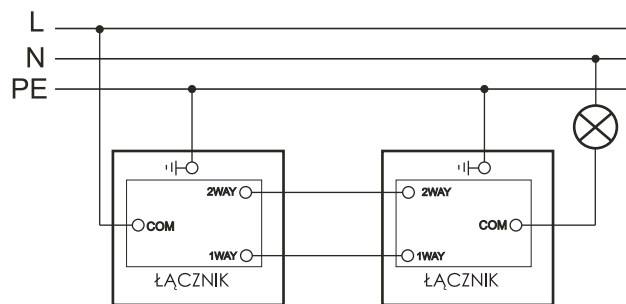 L
N
PE
2WAY 2WAY
COM COM
1WAY 1WAY
ŁĄCZNIK ŁĄCZNIK